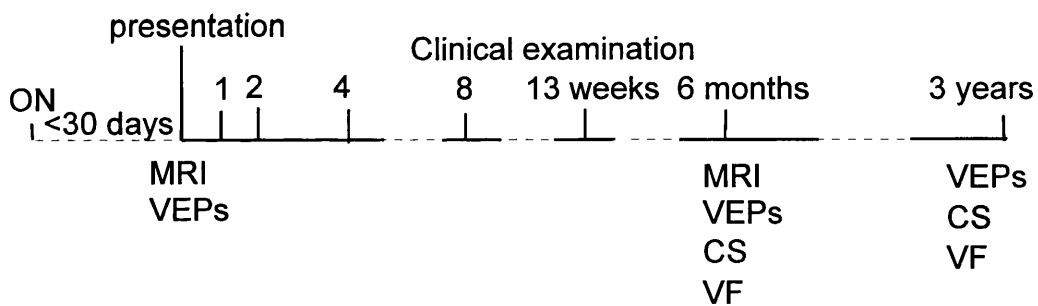 presentation
Clinical examination
1 2 4 8 13 weeks 6 months 3 years
ON
<30 days
MRI MRI VEPs
VEPs VEPs CS
CS VF
VF